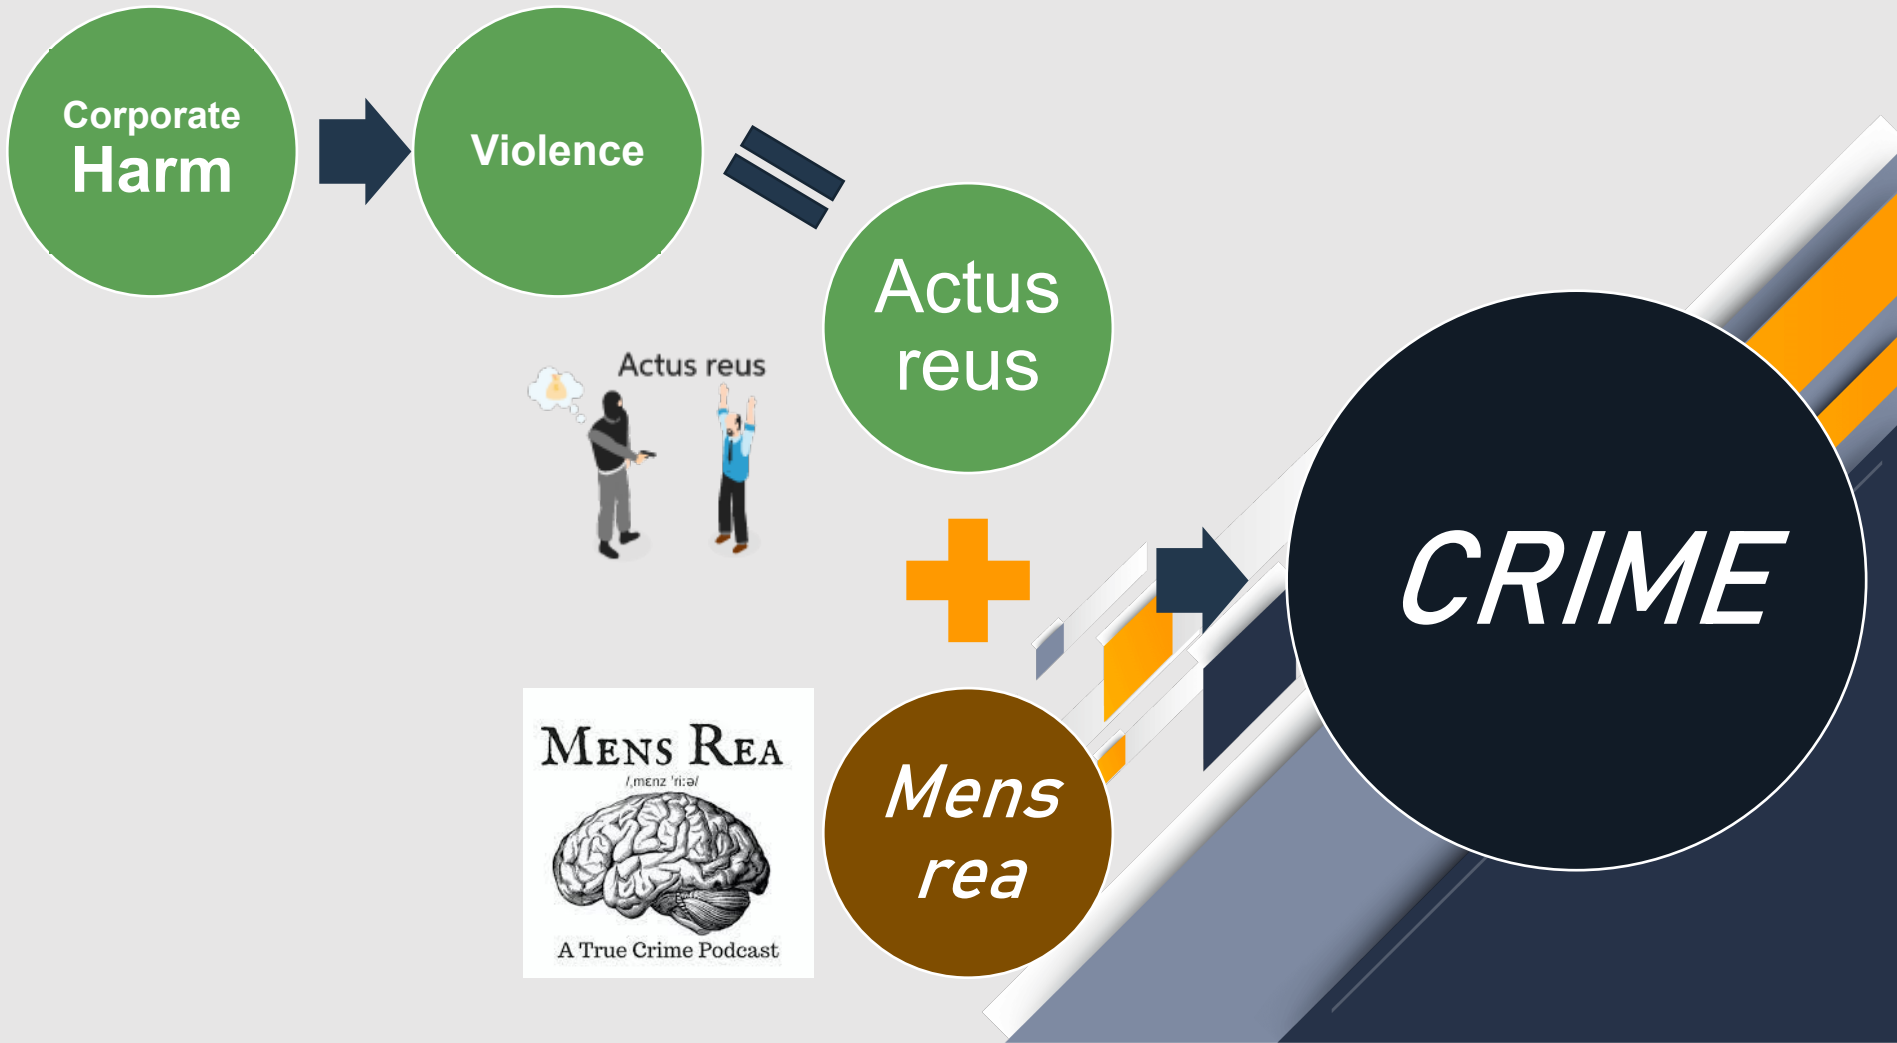 Corporate
Harm
Violence
Actus
reus
Actus reus
CRIME
MENS REA
/ˌmɛnz ˈriːə/
A True Crime Podcast
Mens
rea